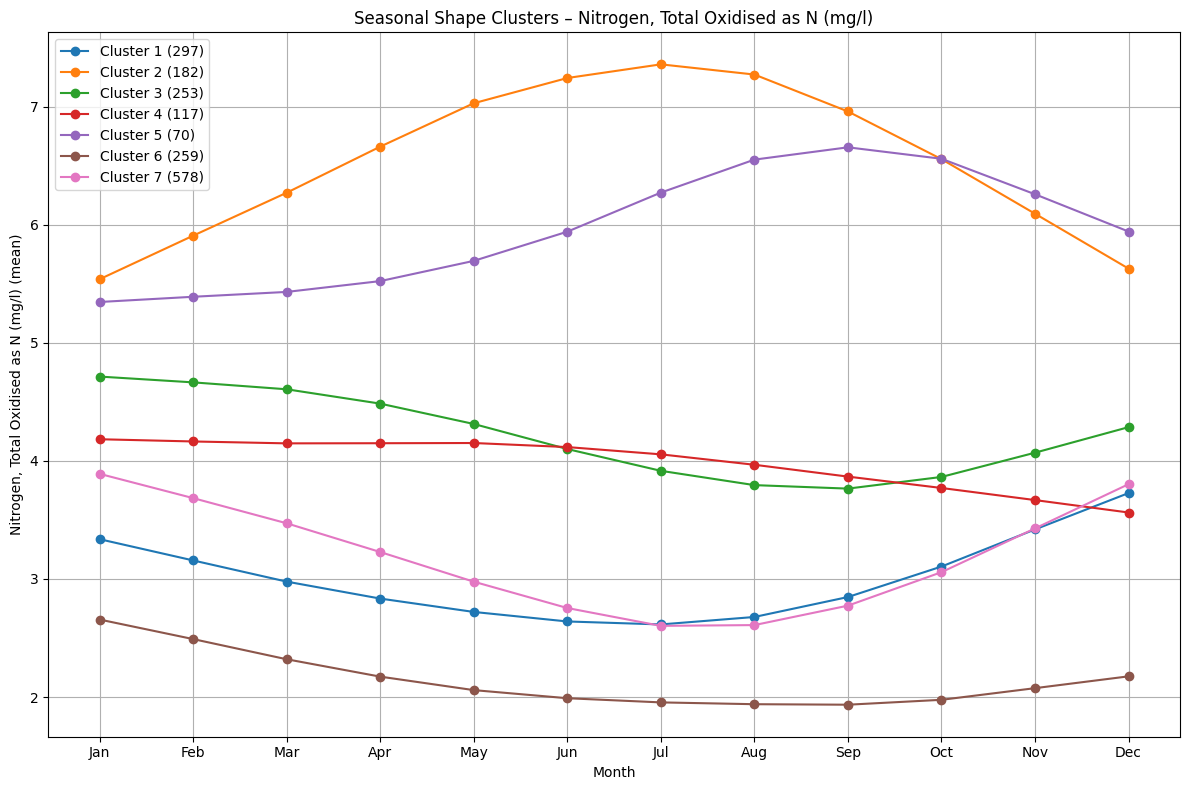 Seasonal Shape Clusters – Nitrogen, Total Oxidised as N (mg/l)
Cluster 1 (297)
Cluster 2 (182)
Cluster 3 (253)
Cluster 4 (117)
Cluster 5 (70)
Cluster 6 (259)
Cluster 7 (578)
Nitrogen, Total Oxidised as N (mg/l) (mean)
7
6
5
4
3
2
Jan Feb Mar Apr May Jun Jul Aug Sep Oct Nov Dec
Month